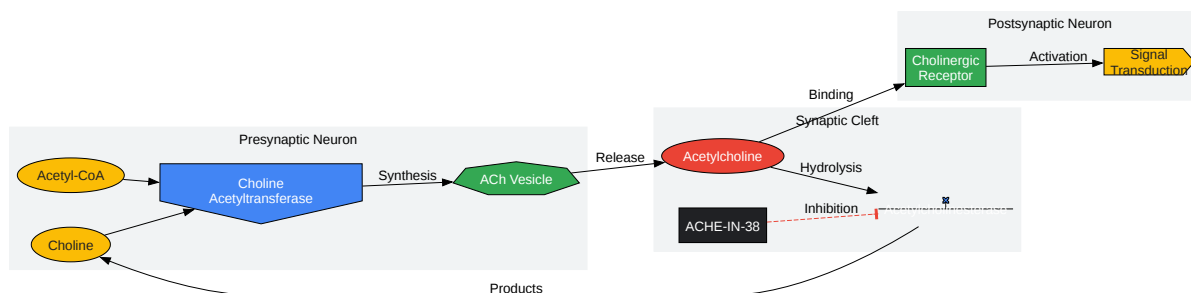 Postsynaptic Neuron
Cholinergic
Receptor
Activation
Signal
Transduction
Binding
Synaptic Cleft
Presynaptic Neuron
Acetyl-CoA
Choline
Acetyltransferase
Synthesis
ACh Vesicle
Release
Acetylcholine
Hydrolysis
Inhibition
ACHE-IN-38
Choline
Products